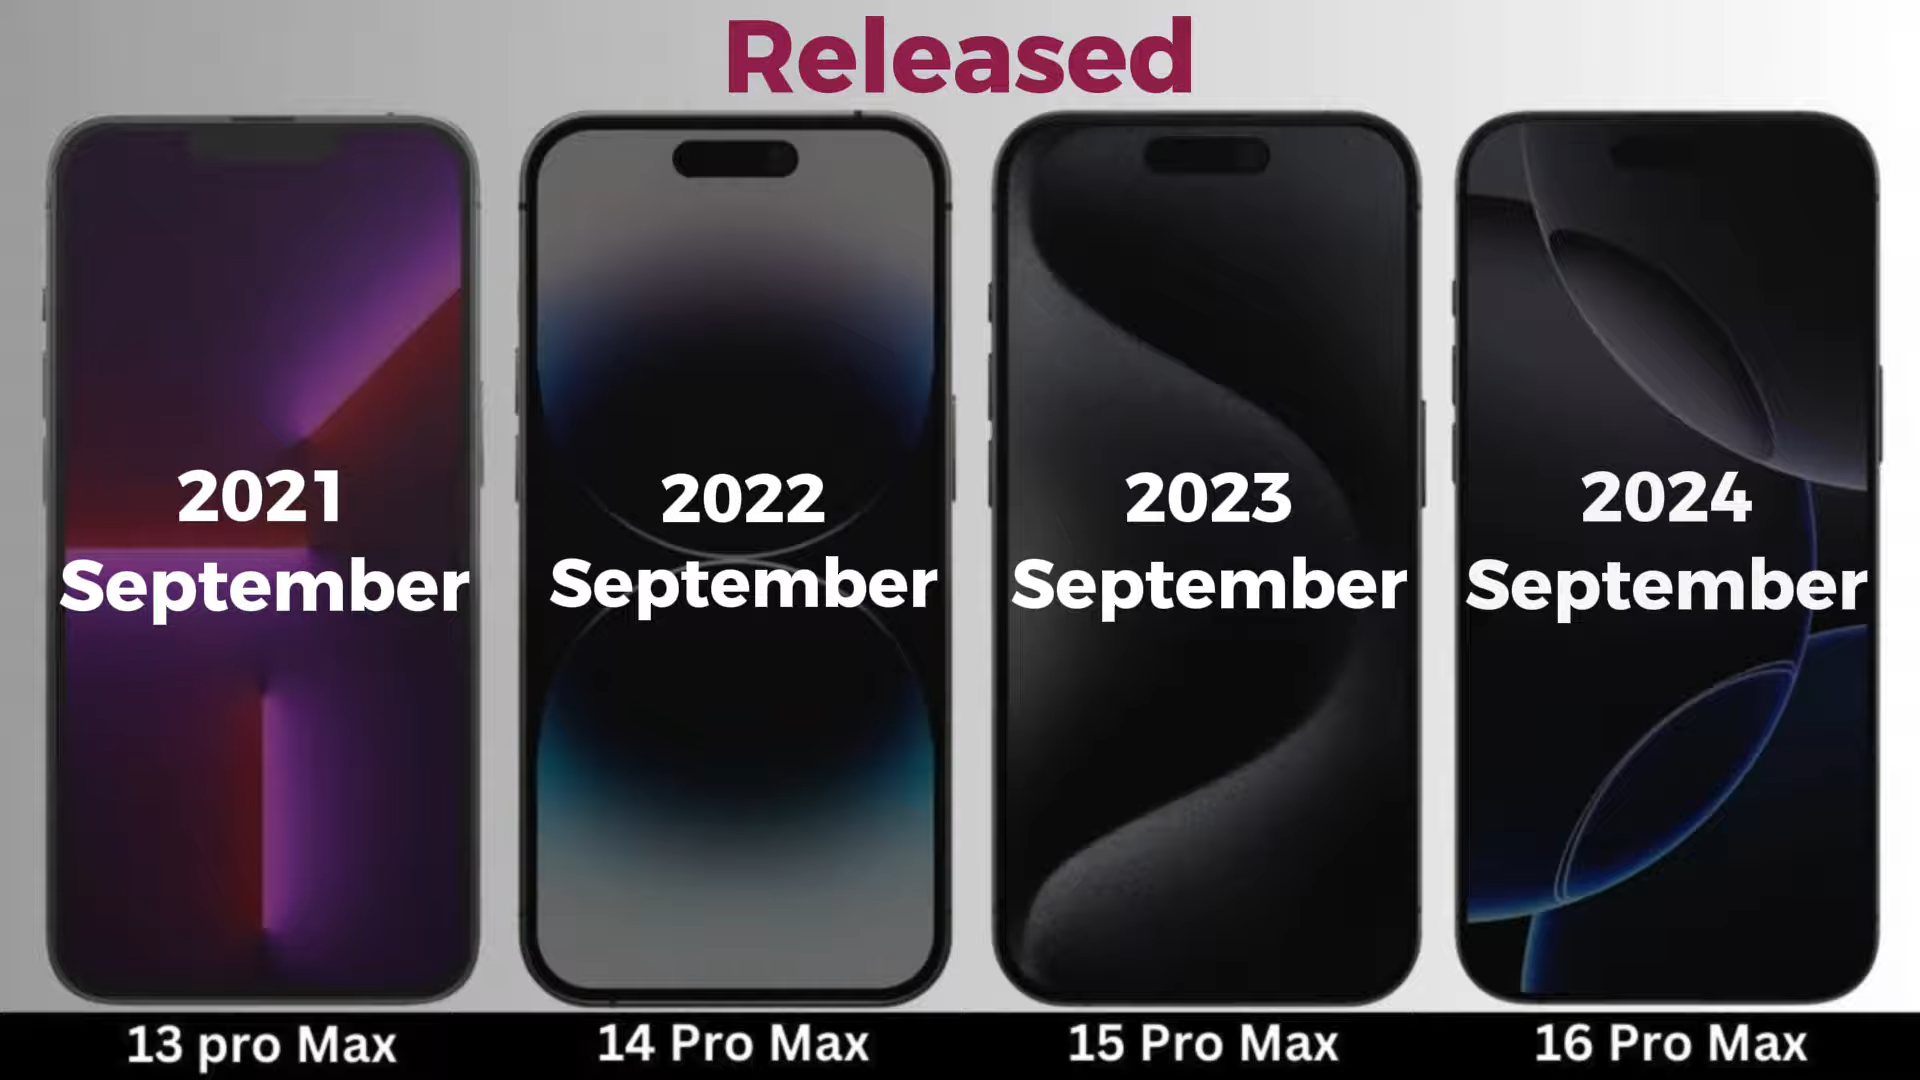 Released
2021
September
2022
September
2023
September
2024
September
13 pro Max
14 Pro Max
15 Pro Max
16 Pro Max